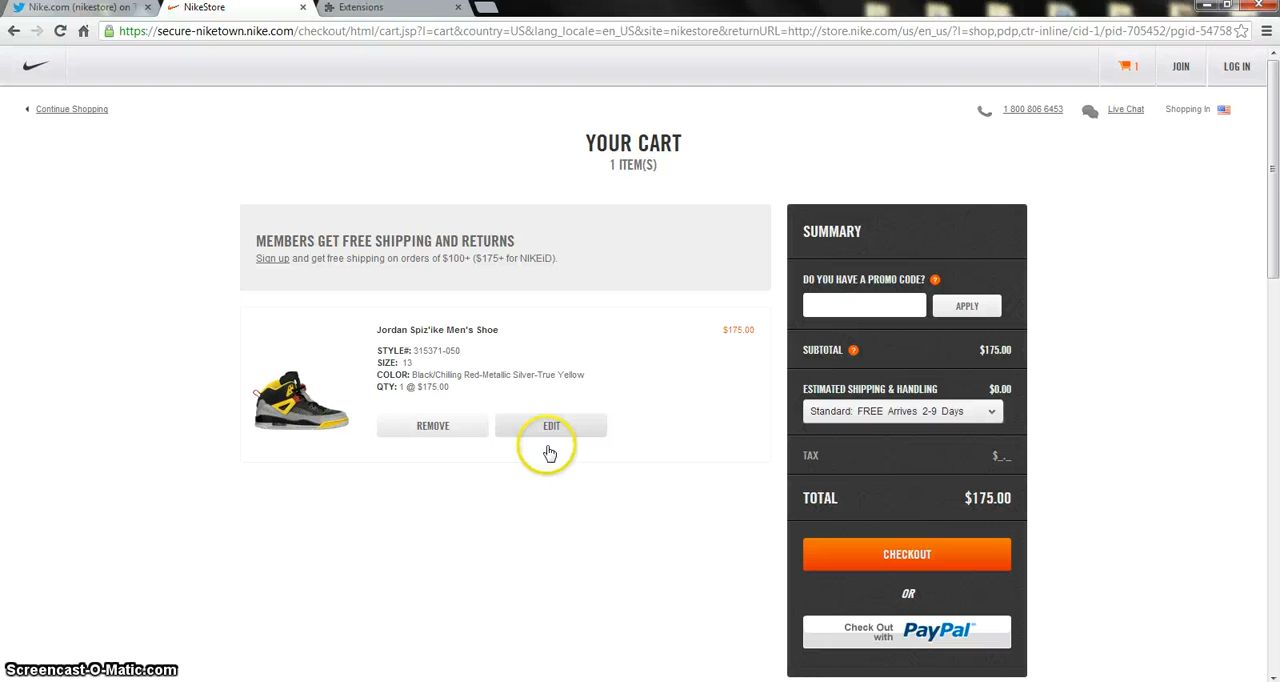 Nike.com (nikestore) on T
NikeStore
Extensions
https://secure-niketown.nike.com/checkout/html/cart.jsp?l=cart&country=US&lang_locale=en_US&site=nikestore&returnURL=http://store.nike.com/us/en_us/?l=shop,pdp,ctr-inline/cid-1/pid-705452/pgid-54758
1
JOIN
LOG IN
Continue Shopping
1 800 806 6453
Live Chat
Shopping In
YOUR CART
1 ITEM(S)
MEMBERS GET FREE SHIPPING AND RETURNS
Sign up and get free shipping on orders of $100+ ($175+ for NIKEiD).
Jordan Spiz'ike Men's Shoe $175.00
STYLE#: 315371-050
SIZE: 13
COLOR: Black/Chilling Red-Metallic Silver-True Yellow
QTY: 1 @ $175.00
REMOVE
EDIT
SUMMARY
DO YOU HAVE A PROMO CODE? ?
APPLY
SUBTOTAL ? $175.00
ESTIMATED SHIPPING & HANDLING $0.00
Standard: FREE Arrives 2-9 Days
TAX $_._
TOTAL $175.00
CHECKOUT
OR
Check Out
with PayPal
Screencast-O-Matic.com